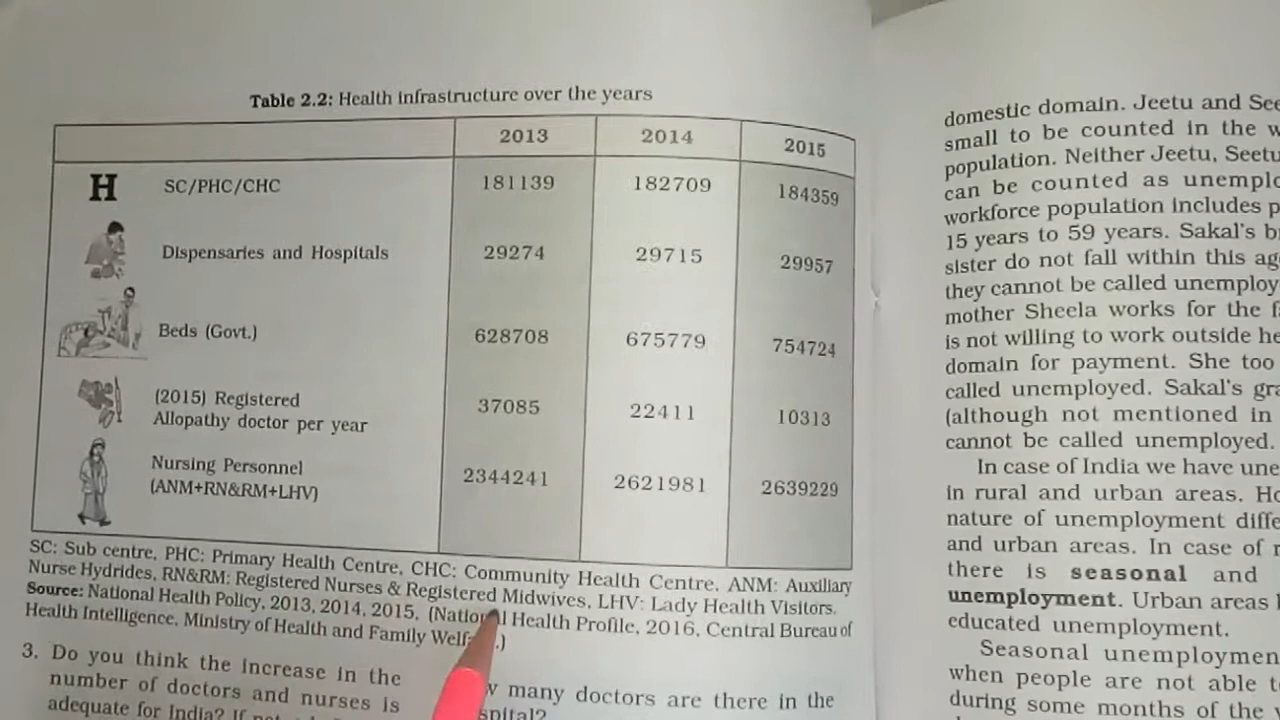 Table 2.2: Health infrastructure over the years
2013 2014 2015
H SC/PHC/CHC 181139 182709 184359
Dispensaries and Hospitals 29274 29715 29957
Beds (Govt.) 628708 675779 754724
(2015) Registered
Allopathy doctor per year 37085 22411 10313
Nursing Personnel
(ANM+RN&RM+LHV) 2344241 2621981 2639229
SC: Sub centre, PHC: Primary Health Centre, CHC: Community Health Centre, ANM: Auxiliary
Nurse Hydrides, RN&RM: Registered Nurses & Registered Midwives, LHV: Lady Health Visitors.
Source: National Health Policy, 2013, 2014, 2015, (National Health Profile, 2016, Central Bureau of
Health Intelligence, Ministry of Health and Family .)
3. Do you think the increase in the
number of doctors and nurses is
adequate for India? If
many doctors are there in the
domestic domain. Jeetu and
small to be counted in the
population. Neither Jeetu,
can be counted as
workforce population includes
15 years to 59 years. Sakal's
sister do not fall within this
they cannot be called
mother Sheela works for the
is not willing to work outside
domain for payment. She too
called unemployed. Sakal's
(although not mentioned in
cannot be called unemployed.
In case of India we have
in rural and urban areas.
nature of unemployment
and urban areas. In case of
there is seasonal and
unemployment. Urban areas
educated unemployment.
Seasonal
when people are not able
during some months of the